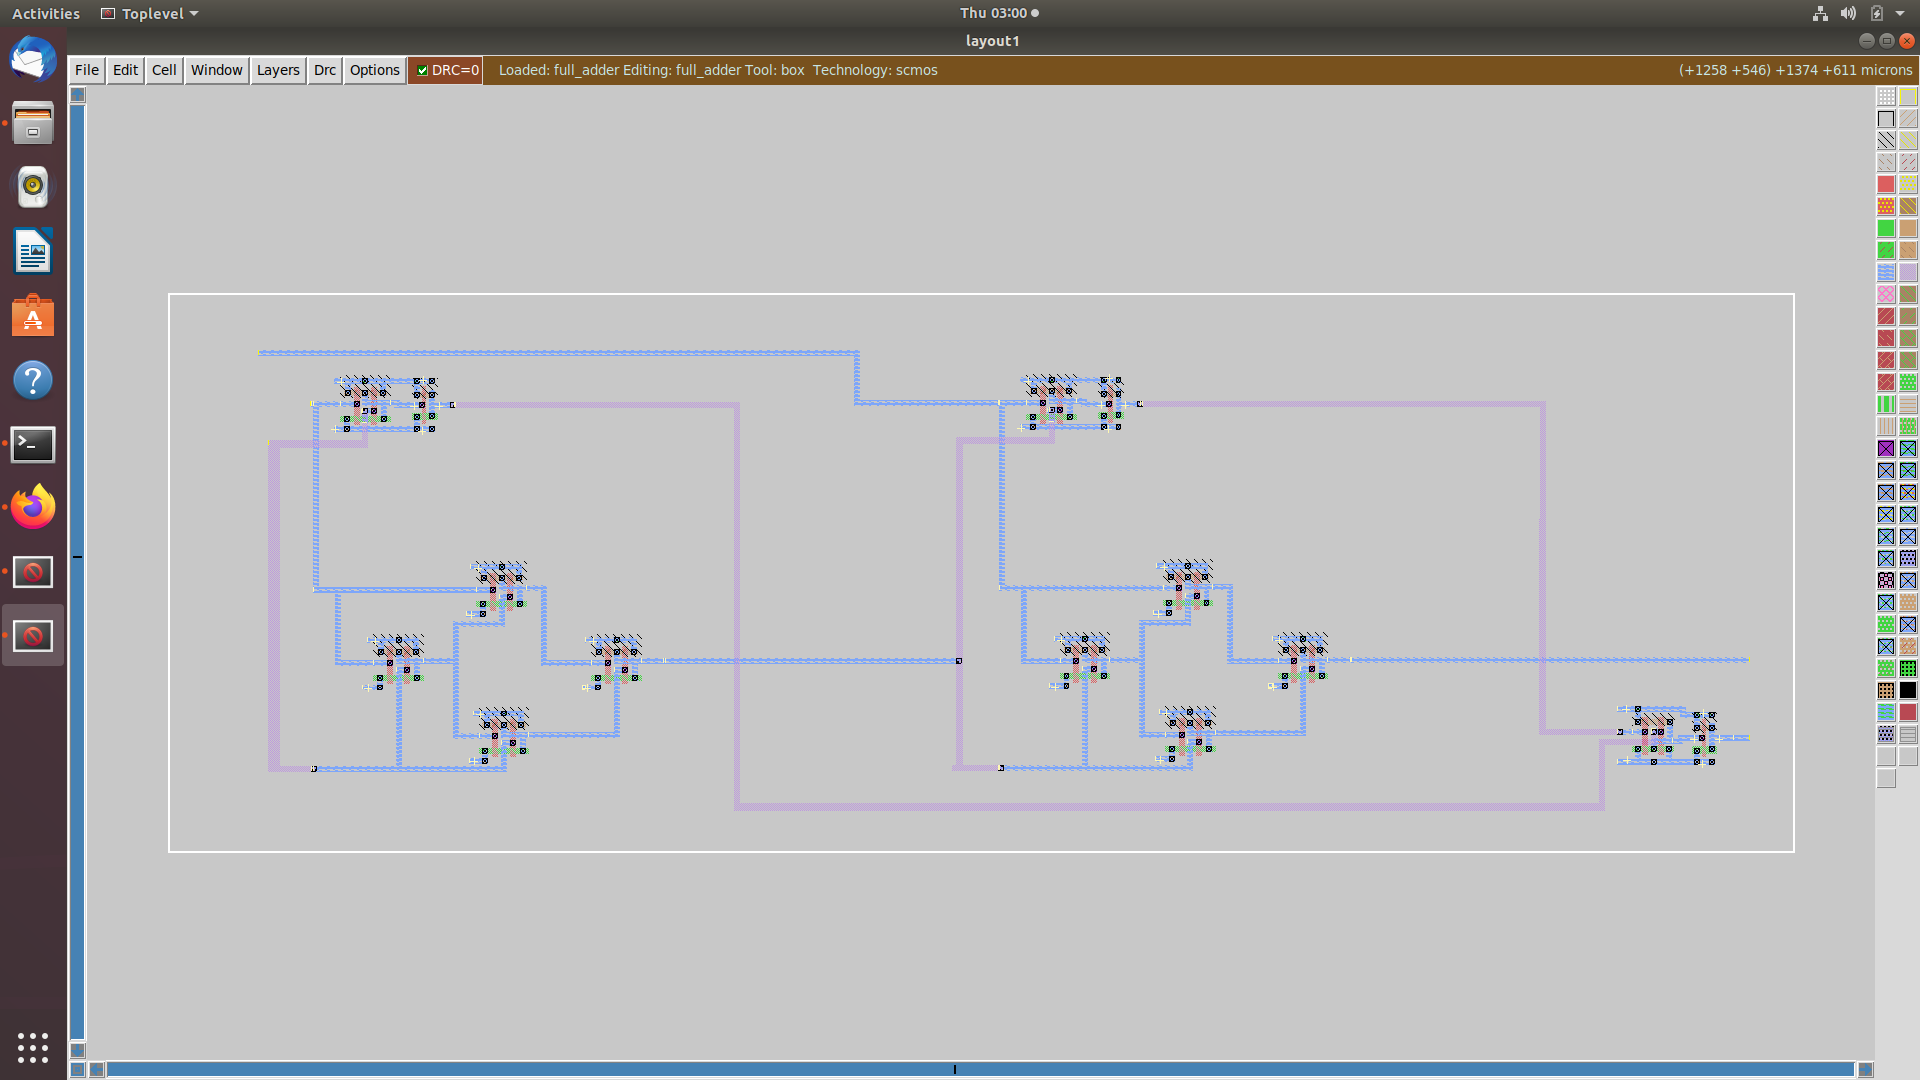 Activities Toplevel Thu 03:00
layout1
File Edit Cell Window Layers Drc Options DRC=0 Loaded: full_adder Editing: full_adder Tool: box Technology: scmos (+1258 +546) +1374 +611 microns